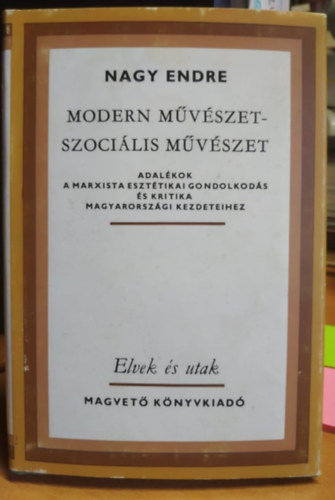 NAGY ENDRE
MODERN MŰVÉSZET-
SZOCIÁLIS MŰVÉSZET
ADALÉKOK
A MARXISTA ESZTÉTIKAI GONDOLKODÁS
ÉS KRITIKA
MAGYARORSZÁGI KEZDETEIHEZ
Elvek és utak
MAGVETŐ KÖNYVKIADÓ